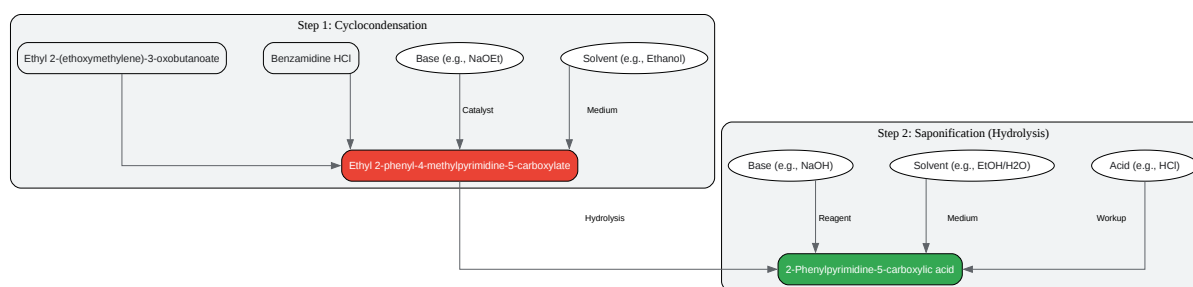 Step 1: Cyclocondensation
Ethyl 2-(ethoxymethylene)-3-oxobutanoate
Benzamidine HCl
Base (e.g., NaOEt)
Solvent (e.g., Ethanol)
Catalyst
Medium
Ethyl 2-phenyl-4-methylpyrimidine-5-carboxylate
Step 2: Saponification (Hydrolysis)
Base (e.g., NaOH)
Solvent (e.g., EtOH/H2O)
Acid (e.g., HCl)
Hydrolysis
Reagent
Medium
Workup
2-Phenylpyrimidine-5-carboxylic acid